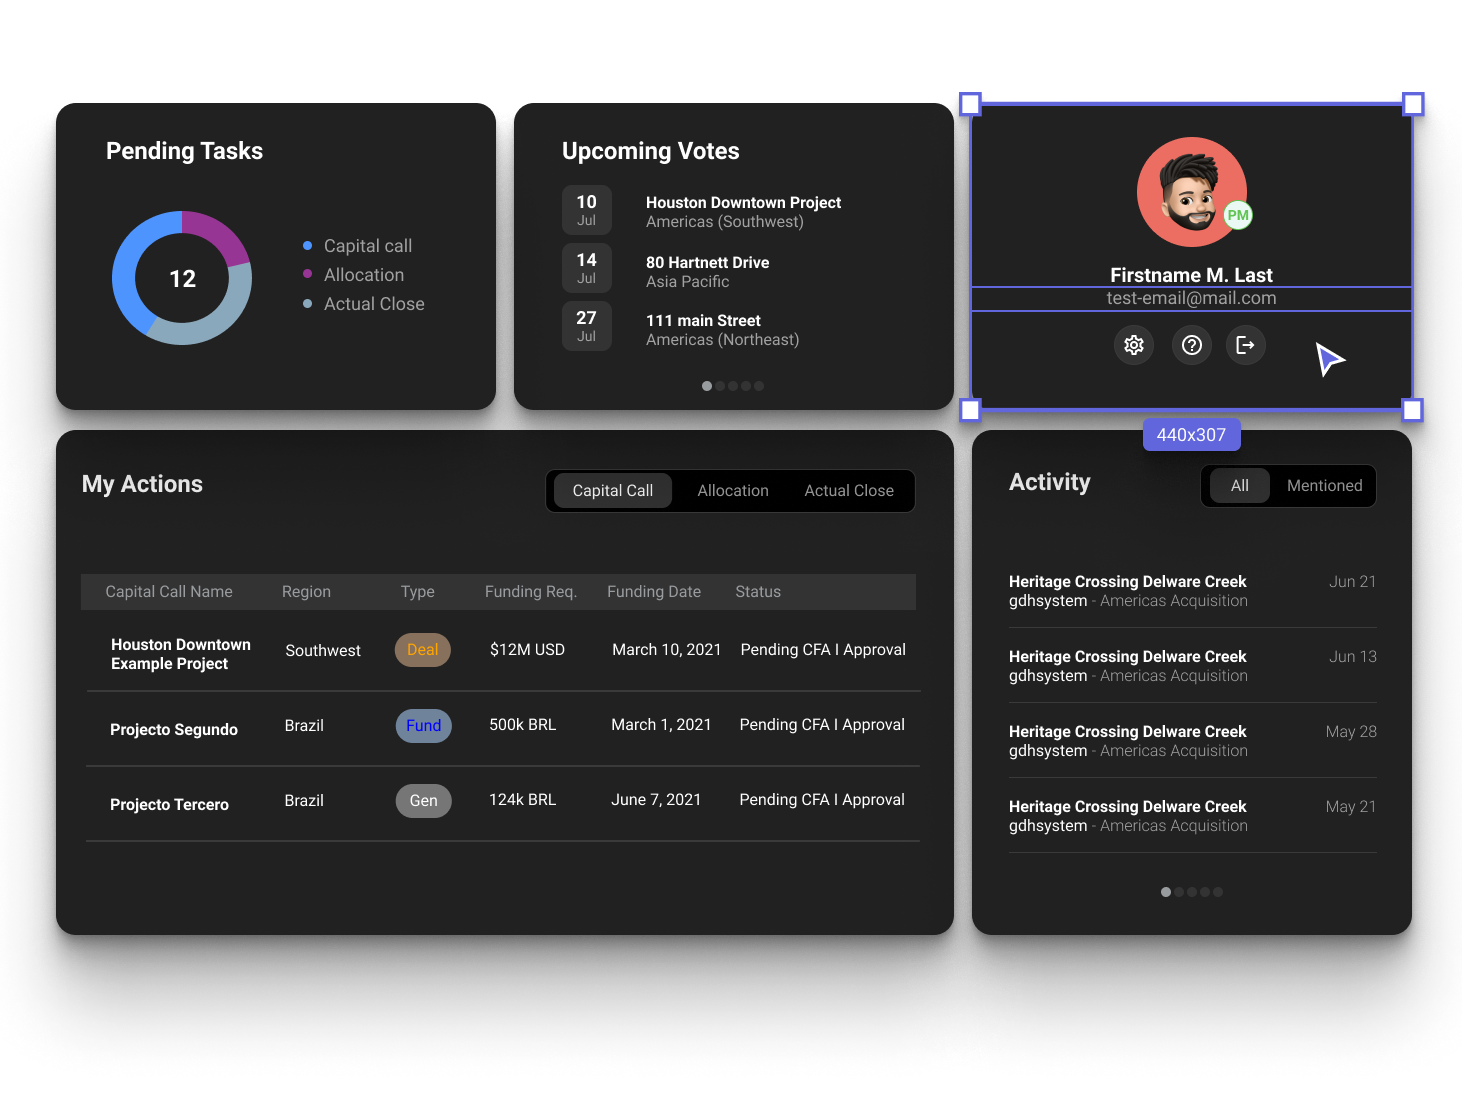 Pending Tasks
12
Capital call
Allocation
Actual Close
Upcoming Votes
10
Jul
Houston Downtown Project
Americas (Southwest)
14
Jul
80 Hartnett Drive
Asia Pacific
27
Jul
111 main Street
Americas (Northeast)
PM
Firstname M. Last
test-email@mail.com
440x307
My Actions
Capital Call Allocation Actual Close
Capital Call Name Region Type Funding Req. Funding Date Status
Houston Downtown
Example Project
Southwest Deal $12M USD March 10, 2021 Pending CFA I Approval
Projecto Segundo Brazil Fund 500k BRL March 1, 2021 Pending CFA I Approval
Projecto Tercero Brazil Gen 124k BRL June 7, 2021 Pending CFA I Approval
Activity
All Mentioned
Heritage Crossing Delware Creek Jun 21
gdhsystem - Americas Acquisition
Heritage Crossing Delware Creek Jun 13
gdhsystem - Americas Acquisition
Heritage Crossing Delware Creek May 28
gdhsystem - Americas Acquisition
Heritage Crossing Delware Creek May 21
gdhsystem - Americas Acquisition